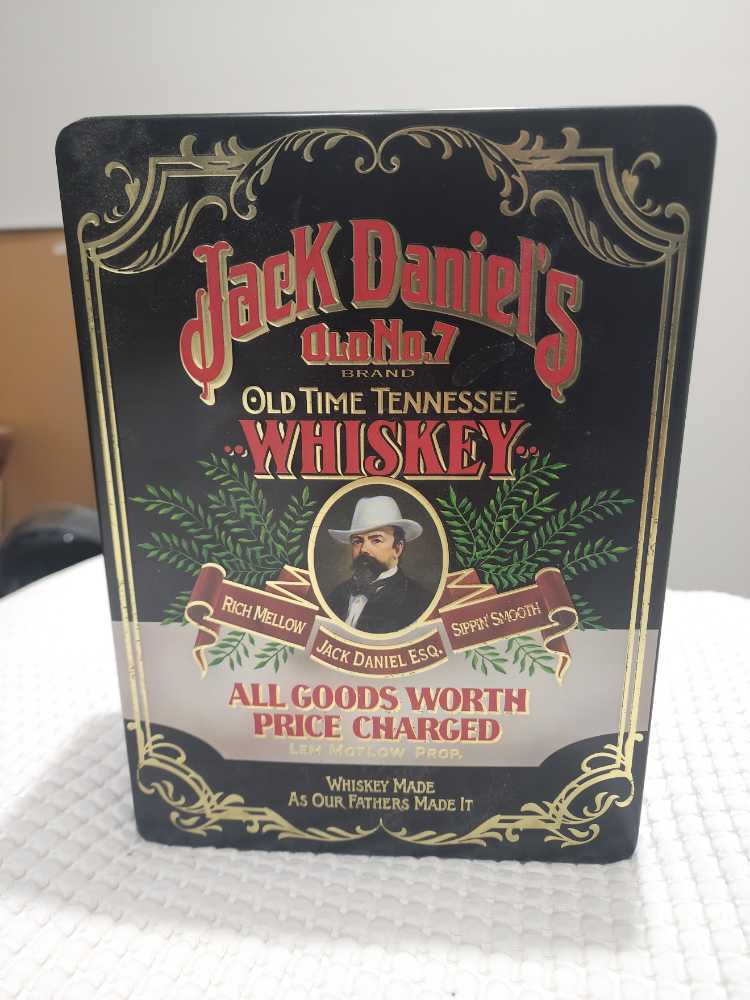 Jack Daniel's
Old No.7
BRAND
OLD TIME TENNESSEE
WHISKEY
RICH MELLOW
JACK DANIEL ESQ.
SIPPIN' SMOOTH
ALL GOODS WORTH
PRICE CHARGED
LEM MOTLOW PROP.
WHISKEY MADE
AS OUR FATHERS MADE IT